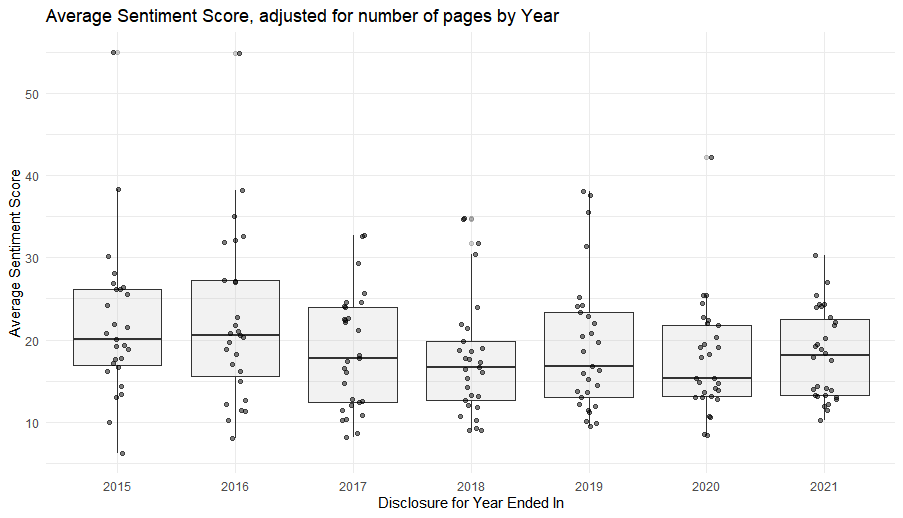 Average Sentiment Score, adjusted for number of pages by Year
Average Sentiment Score
50
40
30
20
10
2015 2016 2017 2018 2019 2020 2021
Disclosure for Year Ended In